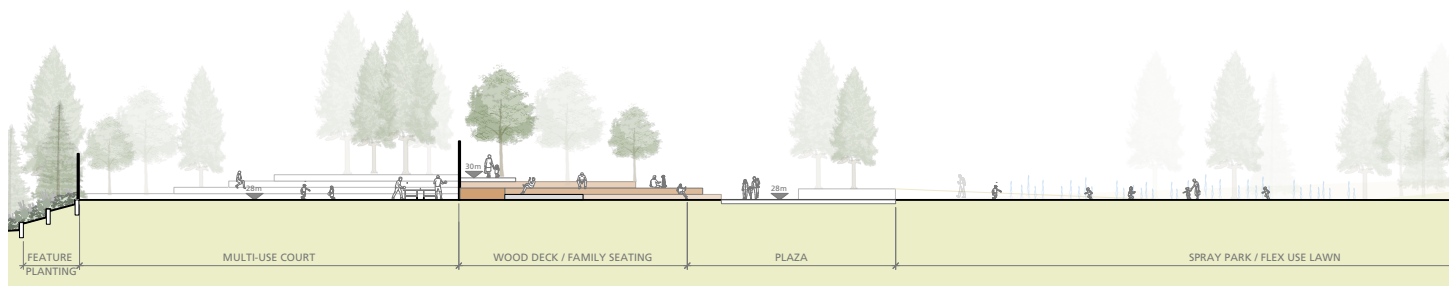 30m
28m
28m
FEATURE
PLANTING
MULTI-USE COURT
WOOD DECK / FAMILY SEATING
PLAZA
SPRAY PARK / FLEX USE LAWN